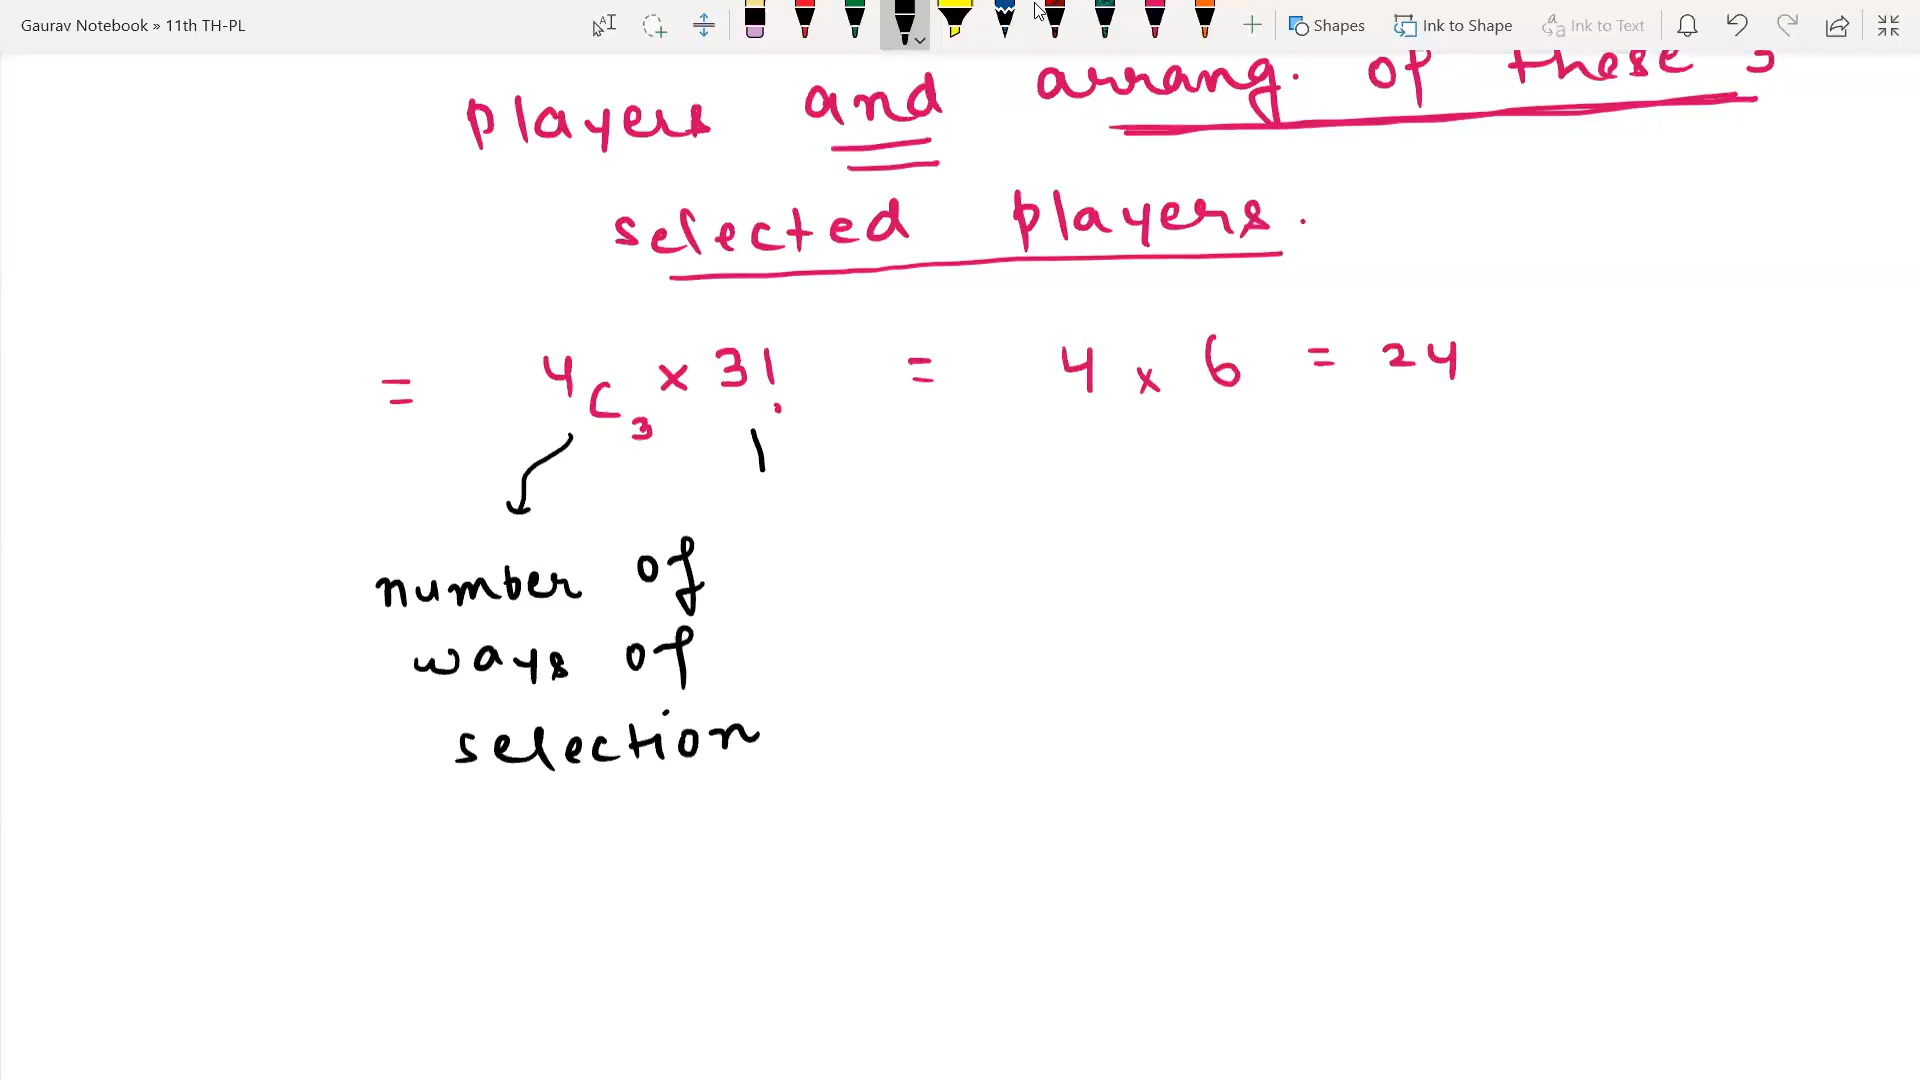 Gaurav Notebook » 11th TH-PL
Shapes
Ink to Shape
Ink to Text
players and arrang. of these 3
selected players.
= 4C3 × 3! = 4 × 6 = 24
number of
ways of
selection